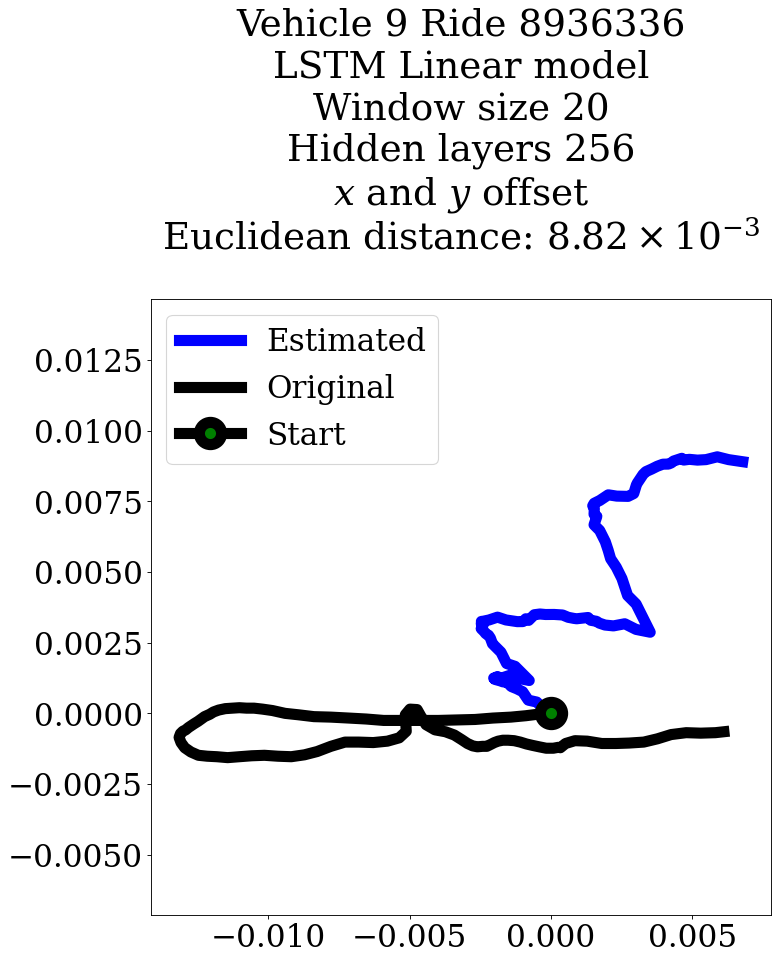 Vehicle 9 Ride 8936336
LSTM Linear model
Window size 20
Hidden layers 256
x and y offset
Euclidean distance: 8.82 × 10⁻³
Estimated
Original
Start
0.0125
0.0100
0.0075
0.0050
0.0025
0.0000
−0.0025
−0.0050
−0.010 −0.005 0.000 0.005